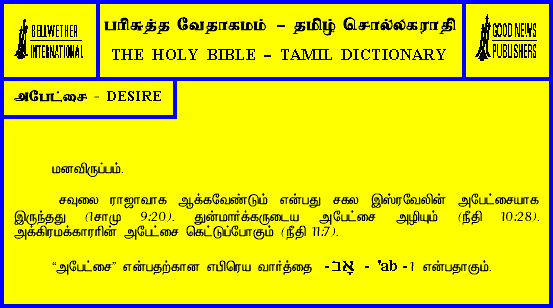 BELLWETHER
INTERNATIONAL
பரிசுத்த வேதாகமம் – தமிழ் சொல்லகராதி
THE HOLY BIBLE – TAMIL DICTIONARY
GOOD NEWS
PUBLISHERS
அபேட்சை - DESIRE
மனவிருப்பம்.
சவுலை ராஜாவாக ஆக்கவேண்டும் என்பது சகல இஸ்ரவேலின் அபேட்சையாக
இருந்தது (1சாமு 9:20). துன்மார்க்கருடைய அபேட்சை அழியும் (நீதி 10:28).
அக்கிரமக்காரரின் அபேட்சை கெட்டுப்போகும் (நீதி 11:7).
“அபேட்சை” என்பதற்கான எபிரெய வார்த்தை - אָב - 'ab - 1 என்பதாகும்.